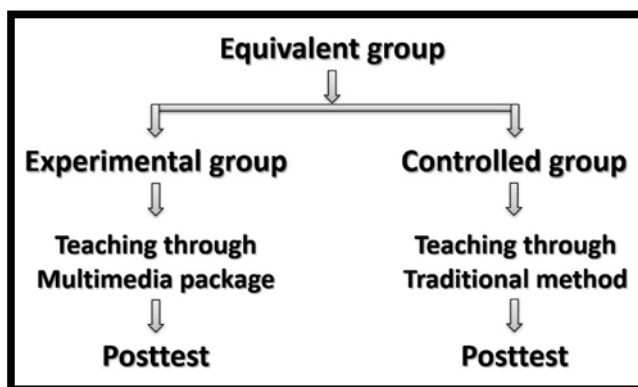 Equivalent group
Experimental group
Controlled group
Teaching through
Multimedia package
Teaching through
Traditional method
Posttest
Posttest